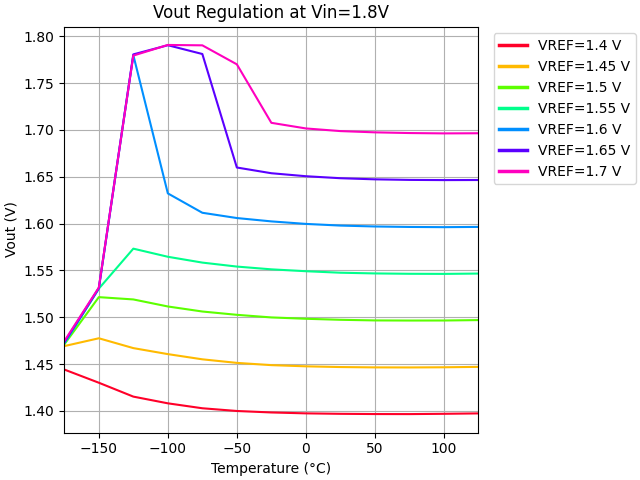 Vout Regulation at Vin=1.8V
Vout (V)
1.80
1.75
1.70
1.65
1.60
1.55
1.50
1.45
1.40
−150
−100
−50
0
50
100
Temperature (°C)
VREF=1.4 V
VREF=1.45 V
VREF=1.5 V
VREF=1.55 V
VREF=1.6 V
VREF=1.65 V
VREF=1.7 V